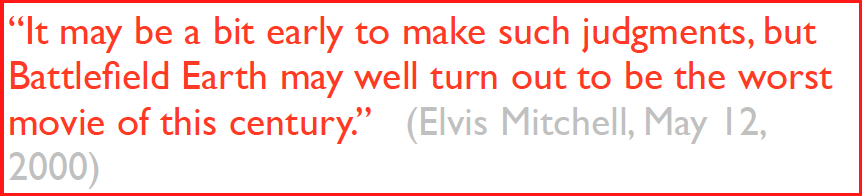 “It may be a bit early to make such judgments, but
Battlefield Earth may well turn out to be the worst
movie of this century.” (Elvis Mitchell, May 12,
2000)